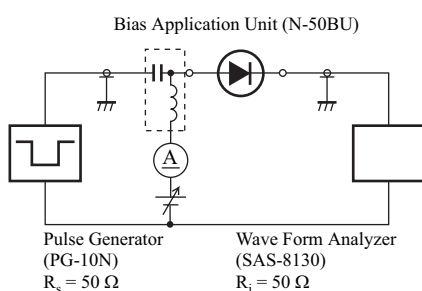 Bias Application Unit (N-50BU)
A
Pulse Generator
(PG-10N)
Rs = 50 Ω
Wave Form Analyzer
(SAS-8130)
Ri = 50 Ω